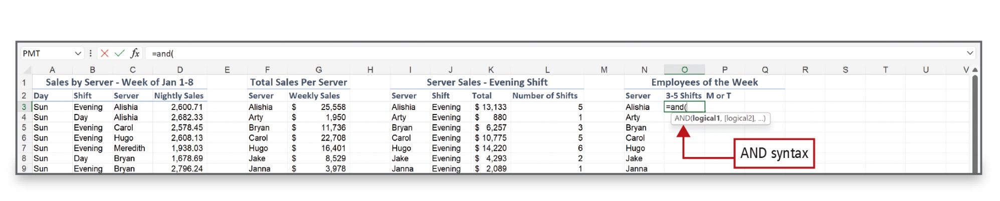 PMT =and(
A B C D E F G H I J K L M N O P Q R S T U V
1 Sales by Server - Week of Jan 1-8 Total Sales Per Server Server Sales - Evening Shift Employees of the Week
2 Day Shift Server Nightly Sales Server Weekly Sales Server Shift Total Number of Shifts Server 3-5 Shifts M or T
3 Sun Evening Alishia 2,600.71 Alishia $ 25,558 Alishia Evening $ 13,133 5 Alishia =and(
4 Sun Day Alishia 2,682.33 Arty $ 1,950 Arty Evening $ 880 1 Arty AND(logical1, [logical2], ...)
5 Sun Evening Carol 2,578.45 Bryan $ 11,736 Bryan Evening $ 6,257 3 Bryan
6 Sun Evening Hugo 2,608.13 Carol $ 22,708 Carol Evening $ 10,775 5 Carol
7 Sun Evening Meredith 1,938.03 Hugo $ 16,401 Hugo Evening $ 14,220 6 Hugo
AND syntax
8 Sun Day Bryan 1,678.69 Jake $ 8,529 Jake Evening $ 4,293 2 Jake
9 Sun Evening Bryan 2,796.24 Janna $ 3,978 Janna Evening $ 2,089 1 Janna